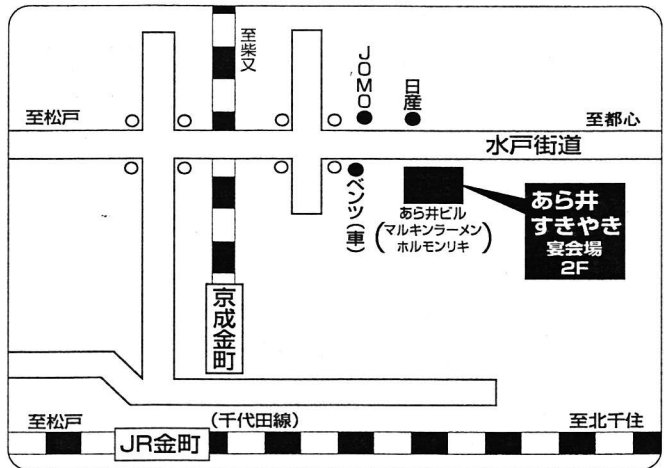 至柴又
JOMO
日産
至松戸
至都心
水戸街道
ベンツ(車)
あら井ビル
(マルキンラーメン
ホルモンリキ)
あら井
すきやき
宴会場
2F
京成金町
至松戸
(千代田線)
至北千住
JR金町